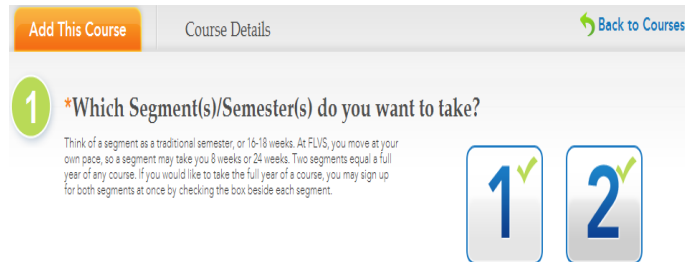 Add This Course
Course Details
Back to Courses
1
*Which Segment(s)/Semester(s) do you want to take?
Think of a segment as a traditional semester, or 16-18 weeks. At FLVS, you move at your
own pace, so a segment may take you 8 weeks or 24 weeks. Two segments equal a full
year of any course. If you would like to take the full year of a course, you may sign up
for both segments at once by checking the box beside each segment.
1
2